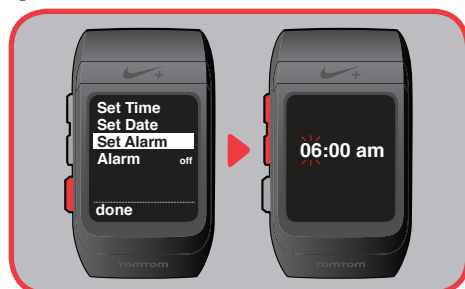 Set Time
Set Date
Set Alarm
Alarm off
done
TOMTOM
06:00 am
TOMTOM